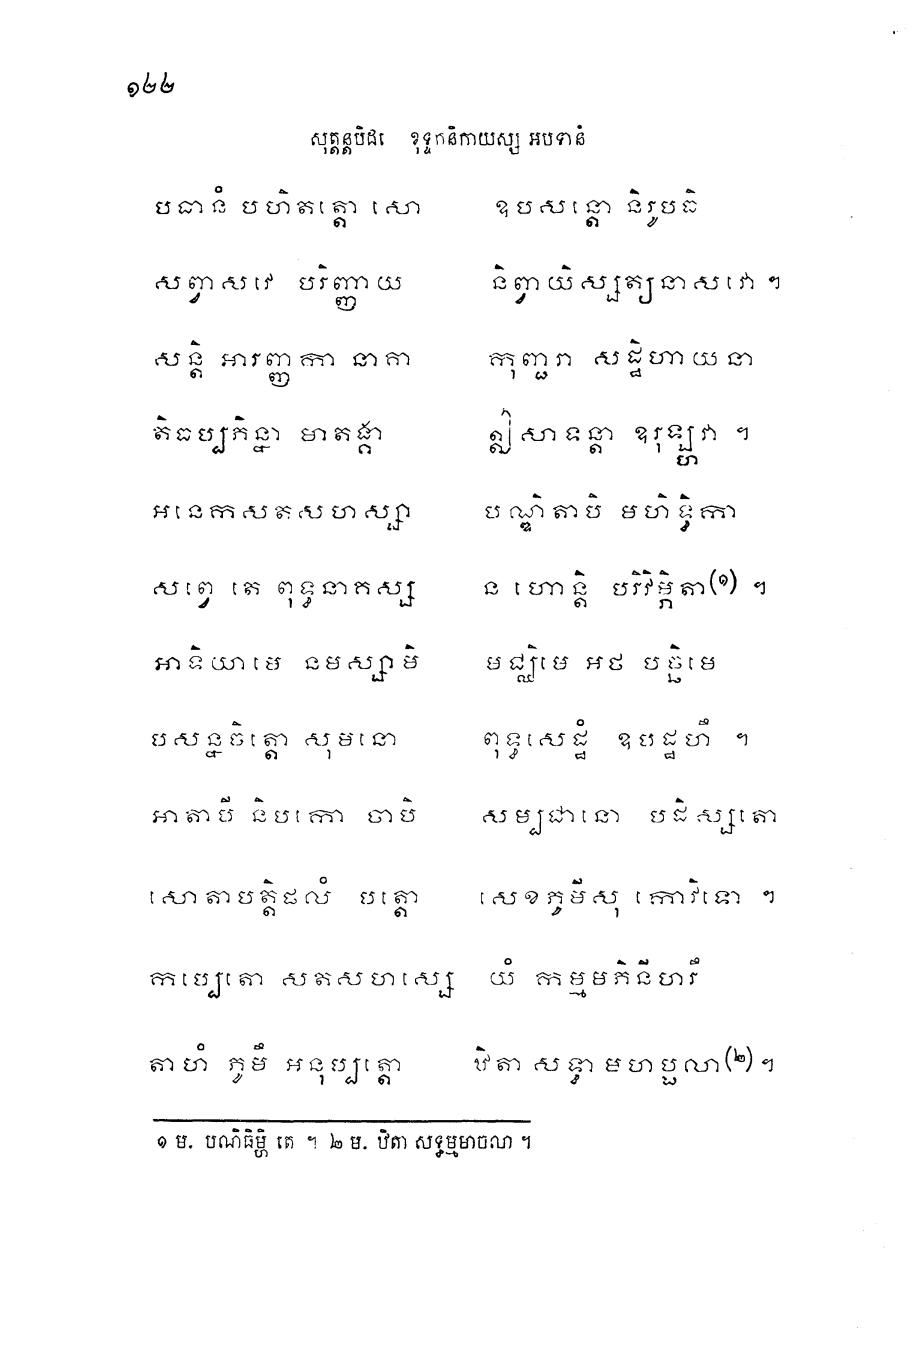 ១២២
សុត្តន្តបិដកេ ខុទ្ទកនិកាយស្ស អបទានំ
បធានំ បហិតត្តោ សោ ឧបសន្តោ និរូបធិ
សព្វាសវេ បរិញ្ញាយ និព្វាយិស្សត្យនាសវោ ។
សន្តិ អារញ្ញកា នាគា កុញ្ជរា សដ្ឋិហាយនា
តិធប្បភិន្នា មាតង្គា ឦសាទន្តា ឧរុឡ្ហវា ។
អនេកសតសហស្សា បណ្ឌិតាបិ មហិទ្ធិកា
សព្វេ តេ ពុទ្ធនាគស្ស ន ហោន្តិ បរិវិម្ភិតា(១) ។
អាទិយាមេ នមស្សាមិ មជ្ឈិមេ អថ បច្ឆិមេ
បសន្នចិត្តោ សុមនោ ពុទ្ធសេដ្ឋំ ឧបដ្ឋហឹ ។
អាតាបី និបកោ ចាបិ សម្បជានោ បដិស្សតោ
សោតាបត្តិផលំ បត្តោ សេខភូមីសុ កោវិទោ ។
កប្បេតោ សតសហស្សេ យំ កម្មមភិនីហរឹ
តាហំ ភូមឹ អនុប្បត្តោ ឋិតា សទ្ធា មហប្ផលា(២) ។
១ ម. បណិធិម្ហិ តេ ។ ២ ម. ឋិតា សទ្ធម្មមាចលា ។